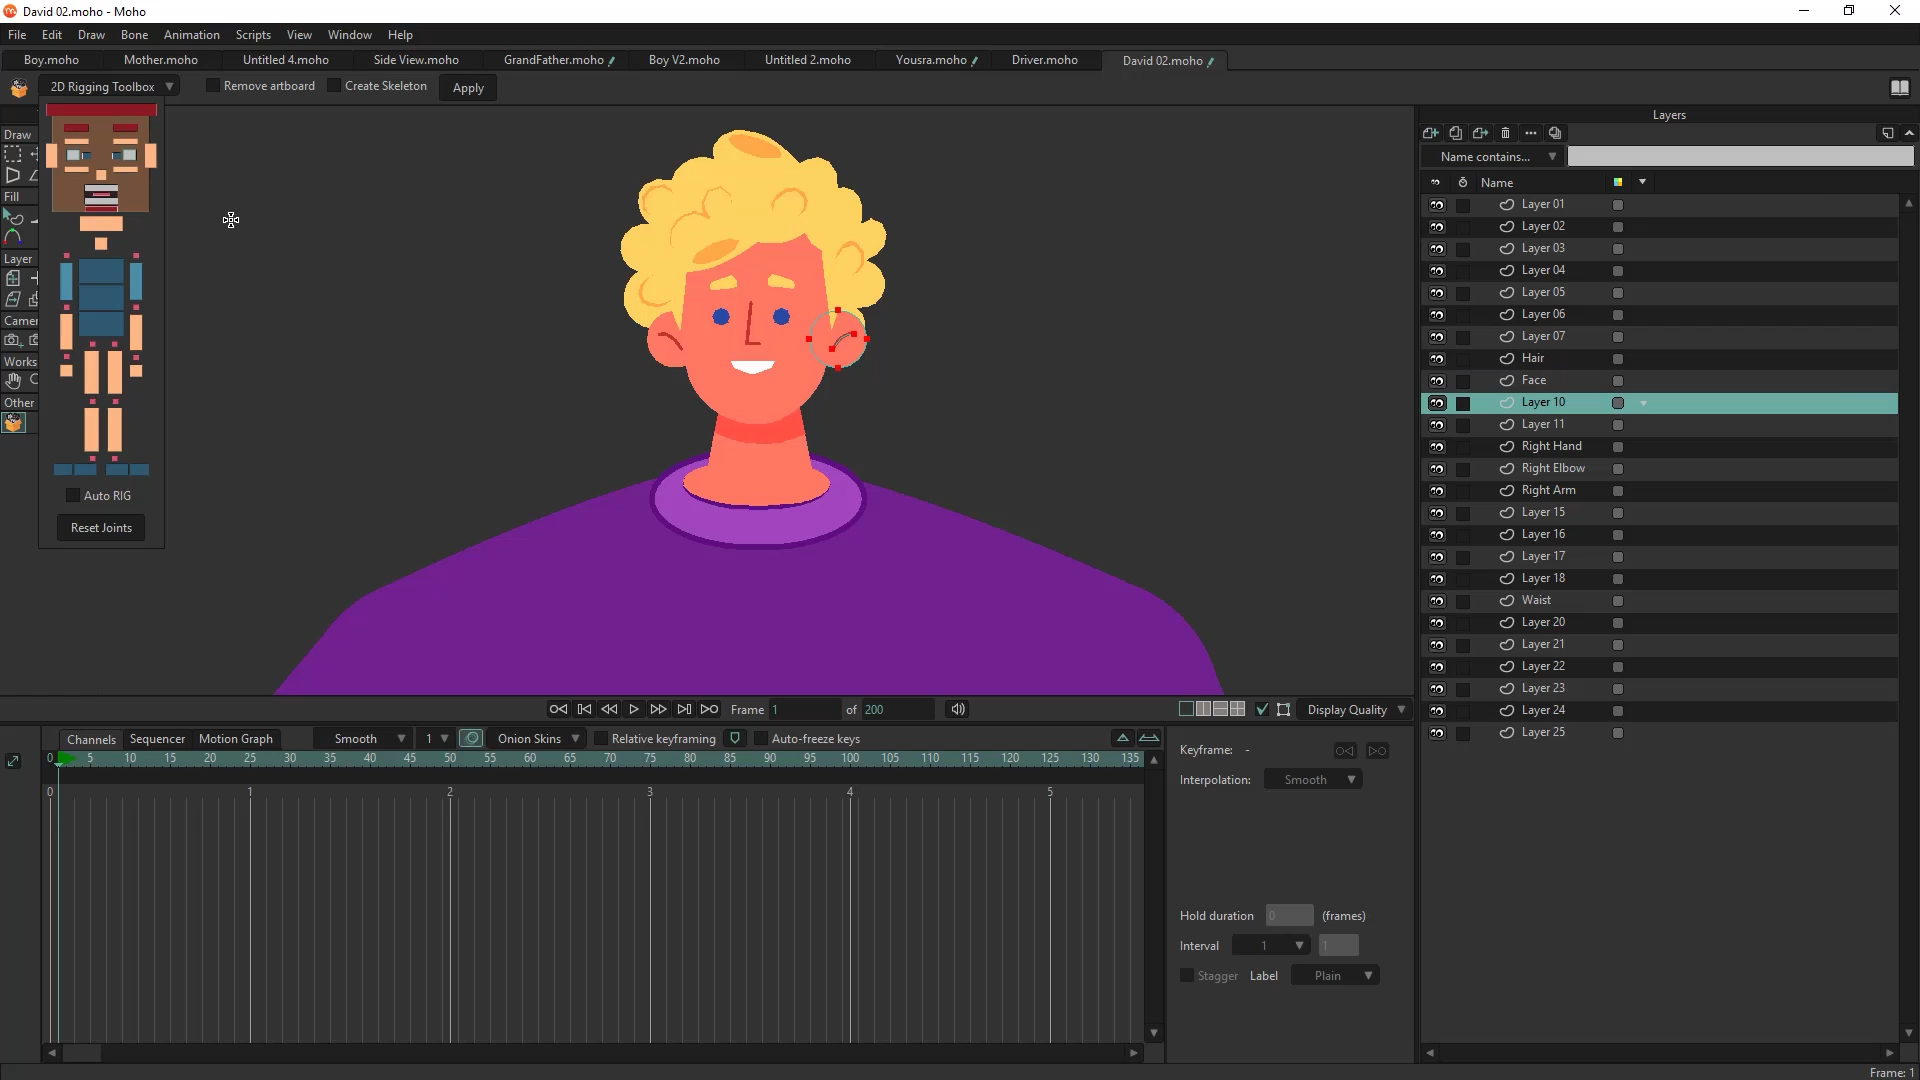 David 02.moho - Moho
File Edit Draw Bone Animation Scripts View Window Help
Boy.moho Mother.moho Untitled 4.moho Side View.moho GrandFather.moho Boy V2.moho Untitled 2.moho Yousra.moho Driver.moho David 02.moho
2D Rigging Toolbox Remove artboard Create Skeleton Apply
Draw
Fill
Layer
Camer
Works
Other
Auto RIG
Reset Joints
Layers
Name contains...
Name
Layer 01
Layer 02
Layer 03
Layer 04
Layer 05
Layer 06
Layer 07
Hair
Face
Layer 10
Layer 11
Right Hand
Right Elbow
Right Arm
Layer 15
Layer 16
Layer 17
Layer 18
Waist
Layer 20
Layer 21
Layer 22
Layer 23
Layer 24
Layer 25
Frame 1 of 200 Display Quality
Channels Sequencer Motion Graph Smooth 1 Onion Skins Relative keyframing Auto-freeze keys
0 5 10 15 20 25 30 35 40 45 50 55 60 65 70 75 80 85 90 95 100 105 110 115 120 125 130 135
0 1 2 3 4 5
Keyframe: -
Interpolation: Smooth
Hold duration 0 (frames)
Interval 1 1
Stagger Label Plain
Frame: 1